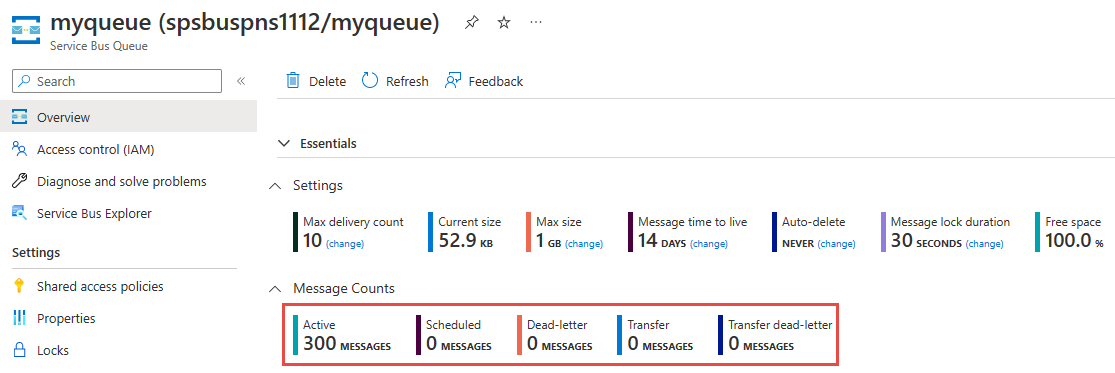 myqueue (spsbuspns1112/myqueue)
Service Bus Queue
Search
Delete Refresh Feedback
Overview
Access control (IAM)
Diagnose and solve problems
Service Bus Explorer
Settings
Shared access policies
Properties
Locks
Essentials
Settings
Max delivery count
10 (change)
Current size
52.9 KB
Max size
1 GB (change)
Message time to live
14 DAYS (change)
Auto-delete
NEVER (change)
Message lock duration
30 SECONDS (change)
Free space
100.0 %
Message Counts
Active
300 MESSAGES
Scheduled
0 MESSAGES
Dead-letter
0 MESSAGES
Transfer
0 MESSAGES
Transfer dead-letter
0 MESSAGES